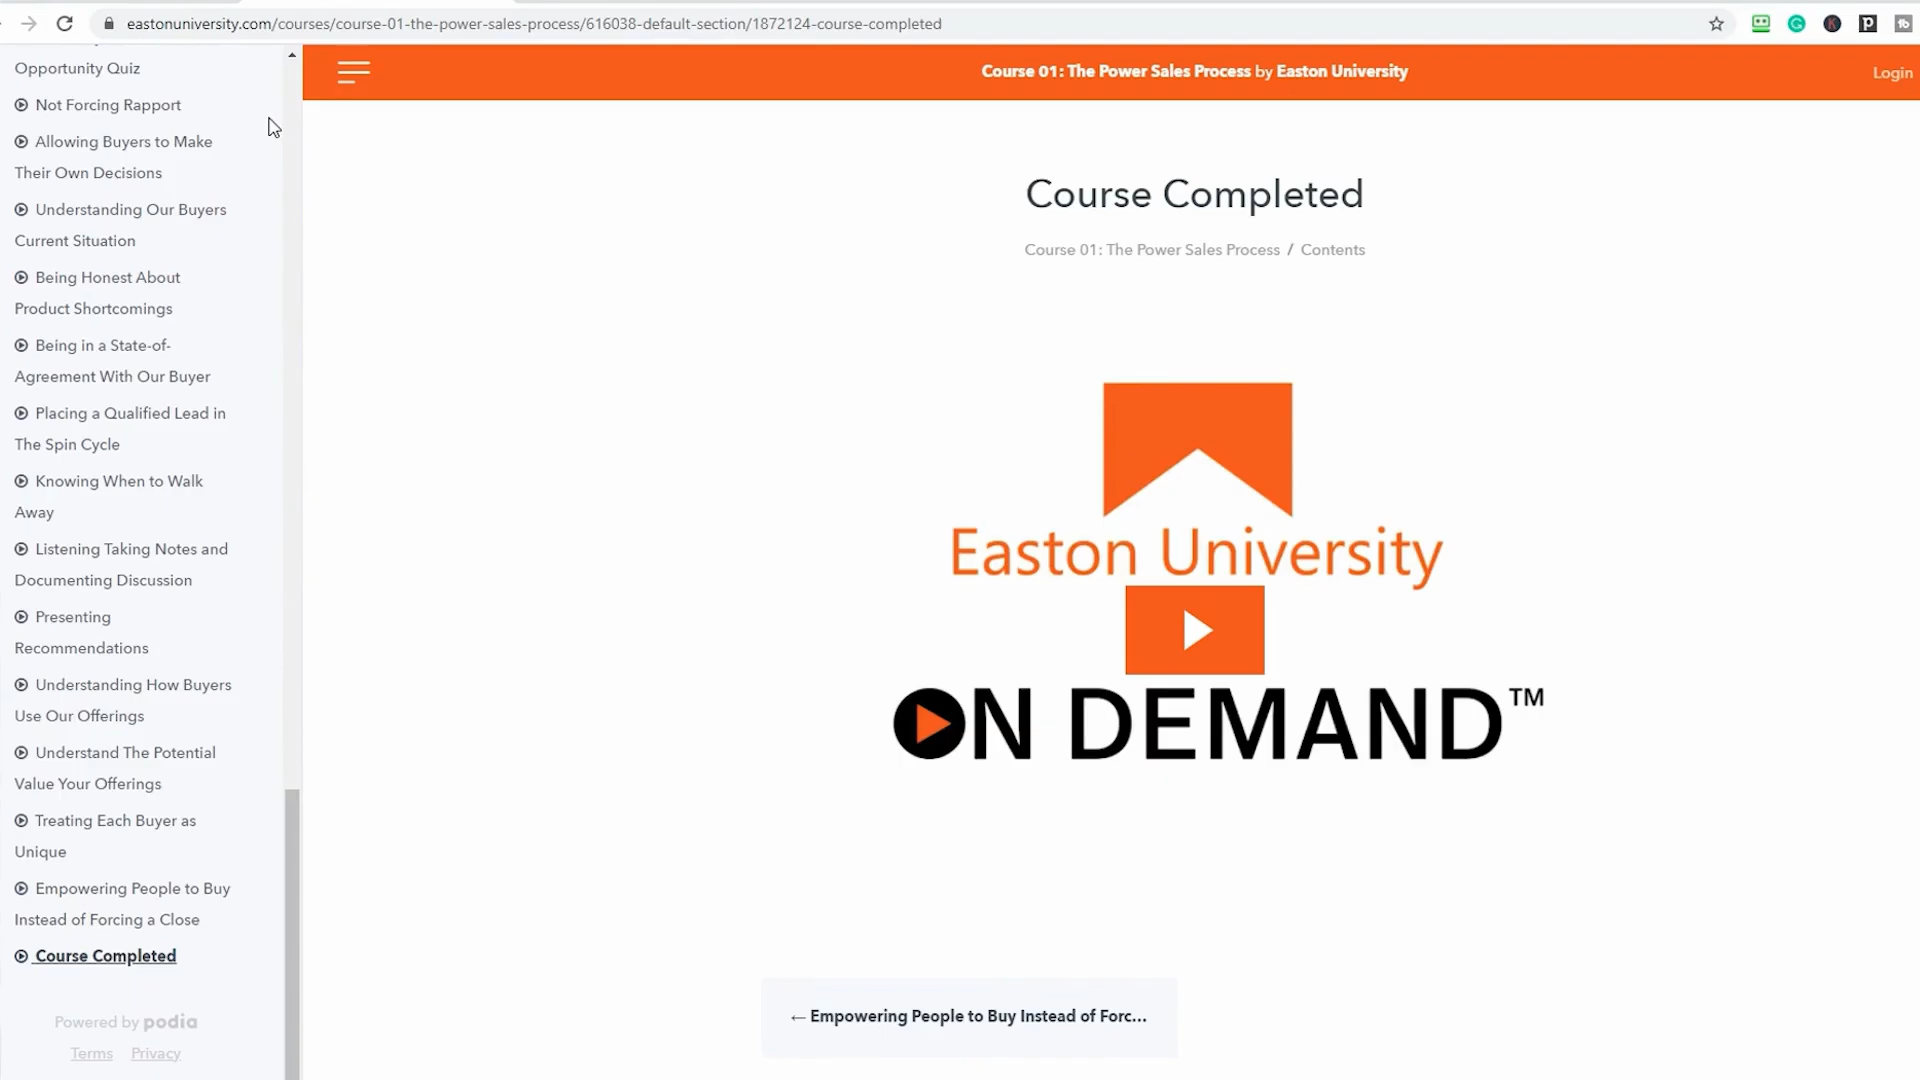 eastonuniversity.com/courses/course-01-the-power-sales-process/616038-default-section/1872124-course-completed
Opportunity Quiz
Not Forcing Rapport
Allowing Buyers to Make
Their Own Decisions
Understanding Our Buyers
Current Situation
Being Honest About
Product Shortcomings
Being in a State-of-
Agreement With Our Buyer
Placing a Qualified Lead in
The Spin Cycle
Knowing When to Walk
Away
Listening Taking Notes and
Documenting Discussion
Presenting
Recommendations
Understanding How Buyers
Use Our Offerings
Understand The Potential
Value Your Offerings
Treating Each Buyer as
Unique
Empowering People to Buy
Instead of Forcing a Close
Course Completed
Powered by podia
Terms Privacy
Course 01: The Power Sales Process by Easton University
Login
Course Completed
Course 01: The Power Sales Process / Contents
Easton University
ON DEMAND™
← Empowering People to Buy Instead of Forc...